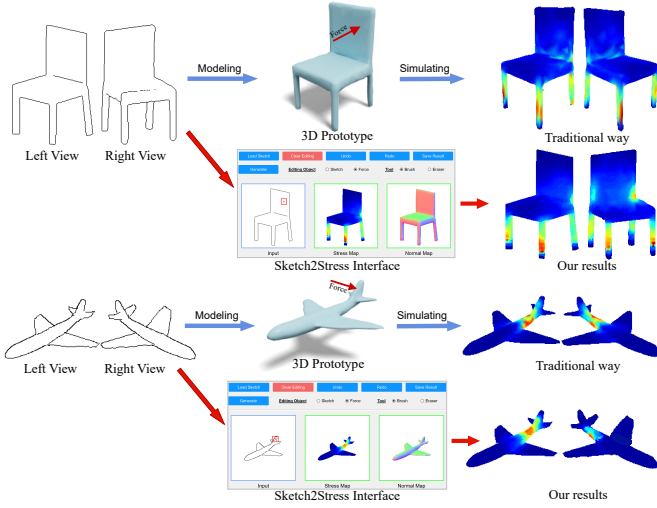 Modeling
Force
Simulating
Left View
Right View
3D Prototype
Traditional way
Load Sketch Clear Editing Undo Redo Save Result
Generate Editing Object Sketch Force Tool Brush Eraser
Input Stress Map Normal Map
Sketch2Stress Interface
Our results
Modeling
Force
Simulating
Left View
Right View
3D Prototype
Traditional way
Load Sketch Clear Editing Undo Redo Save Result
Generate Editing Object Sketch Force Tool Brush Eraser
Input Stress Map Normal Map
Sketch2Stress Interface
Our results